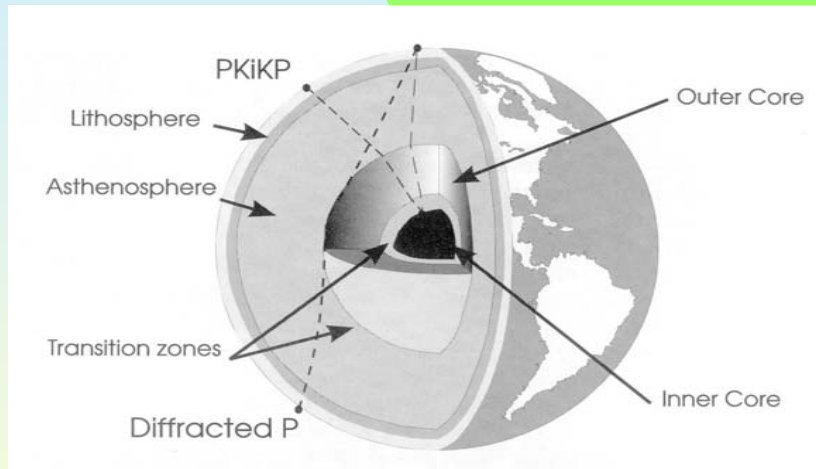 PKiKP
Outer Core
Lithosphere
Asthenosphere
Transition zones
Inner Core
Diffracted P